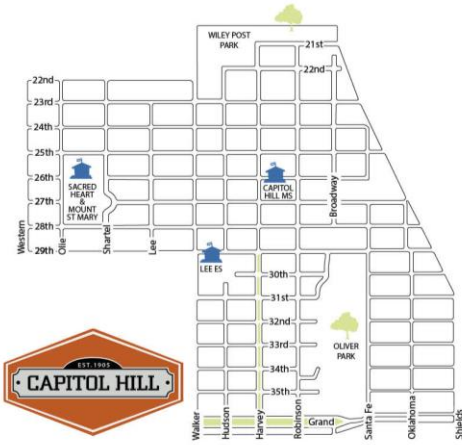 WILEY POST
PARK
21st
22nd
22nd
23rd
24th
25th
26th
27th
28th
29th
SACRED
HEART
&
MOUNT
ST MARY
CAPITOL
HILL MS
Broadway
Western
Olie
Shartel
Lee
LEE ES
30th
31st
32nd
33rd
34th
35th
OLIVER
PARK
EST. 1905
CAPITOL HILL
Walker
Hudson
Harvey
Robinson
Grand
Santa Fe
Oklahoma
Shields